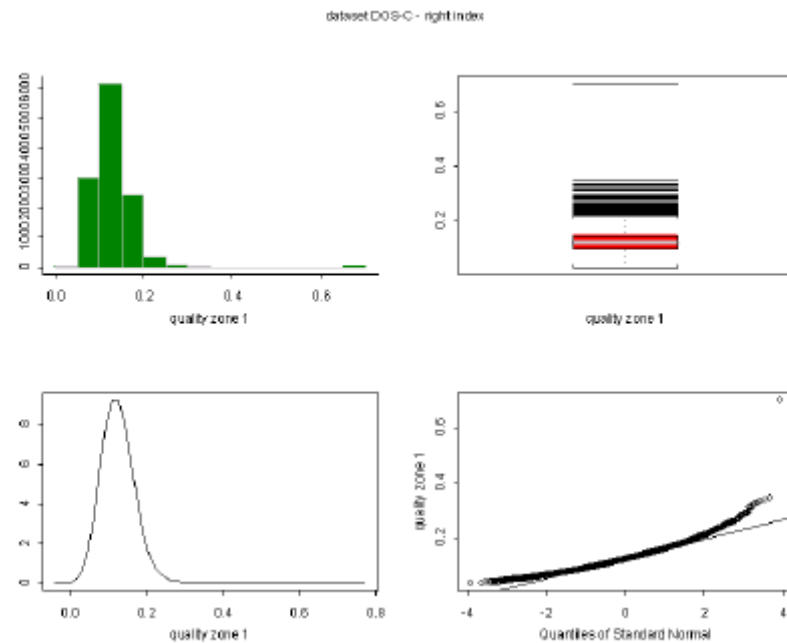 dataset DOS-C - right index
0 1000 2000 3000 4000 5000 6000
0.0 0.2 0.4 0.6
quality zone 1
0.2 0.4 0.6
quality zone 1
0 2 4 6 8
0.0 0.2 0.4 0.6 0.8
quality zone 1
quality zone 1
0.2 0.4 0.6
-4 -2 0 2 4
Quantiles of Standard Normal